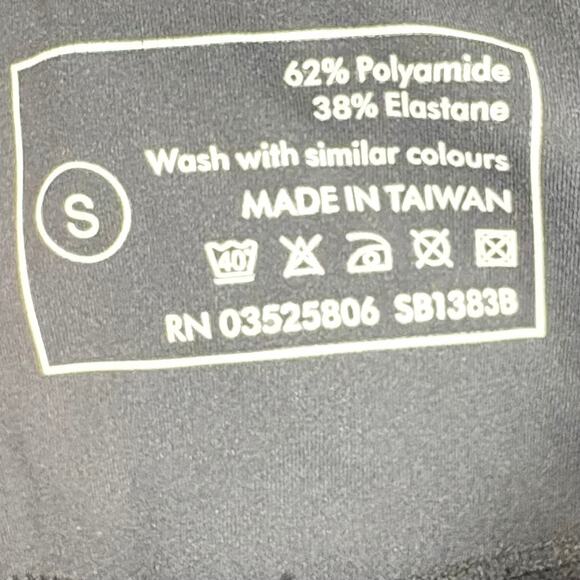 62% Polyamide
38% Elastane
Wash with similar colours
S
MADE IN TAIWAN
40
RN 03525806 SB1383B